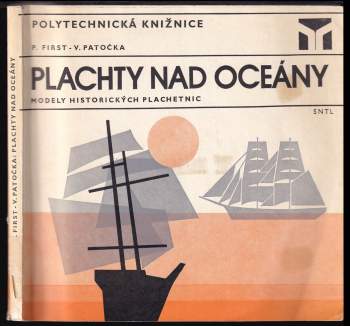 POLYTECHNICKÁ KNIŽNICE
P. FIRST - V. PATOČKA
PLACHTY NAD OCEÁNY
MODELY HISTORICKÝCH PLACHETNIC
SNTL
FIRST - V. PATOČKA: PLACHTY NAD OCEÁNY